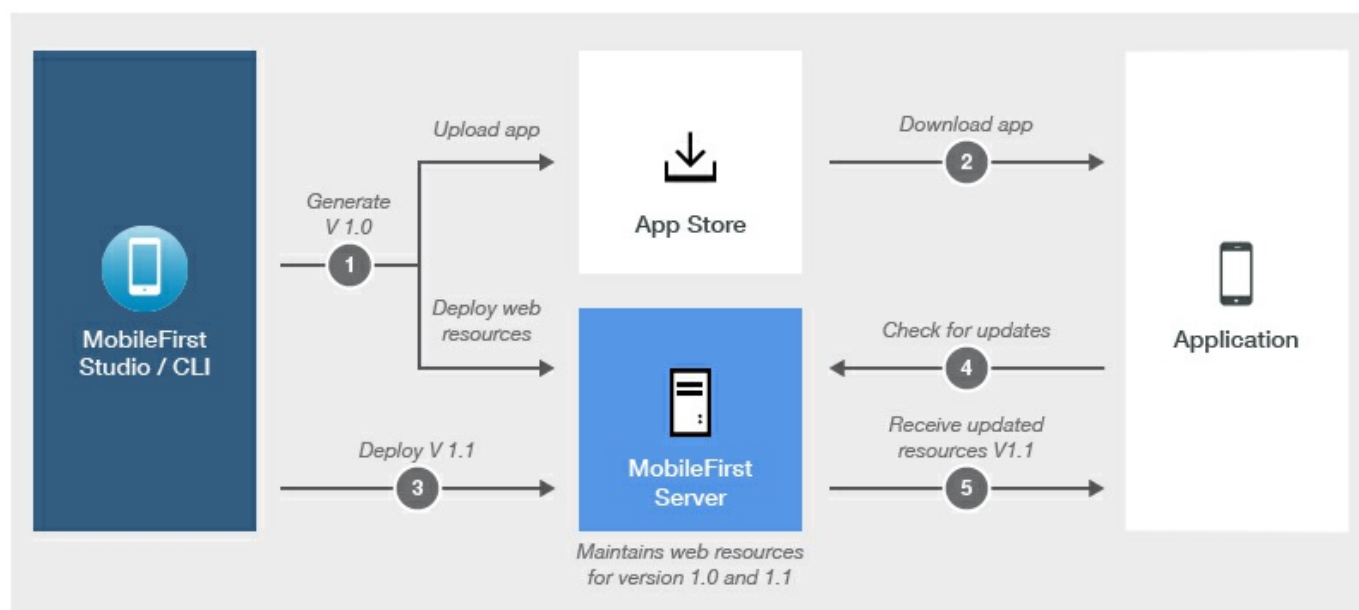 Upload app
Download app
2
Generate
V 1.0
1
App Store
Deploy web
resources
MobileFirst
Studio / CLI
Check for updates
4
Application
Deploy V 1.1
3
MobileFirst
Server
Receive updated
resources V1.1
5
Maintains web resources
for version 1.0 and 1.1